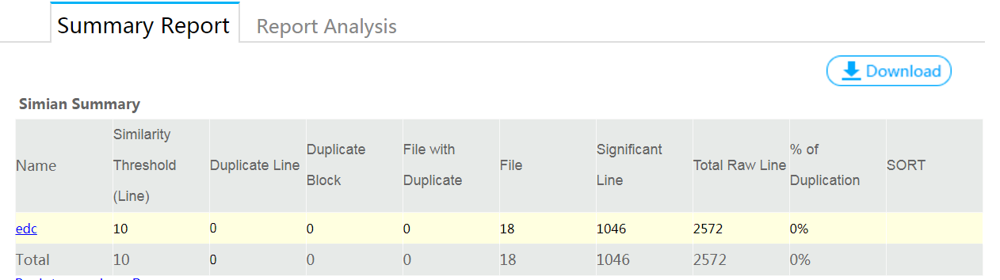 Summary Report Report Analysis
Download
Simian Summary
Name Similarity Threshold (Line) Duplicate Line Duplicate Block File with Duplicate File Significant Line Total Raw Line % of Duplication SORT
edc 10 0 0 0 18 1046 2572 0%
Total 10 0 0 0 18 1046 2572 0%